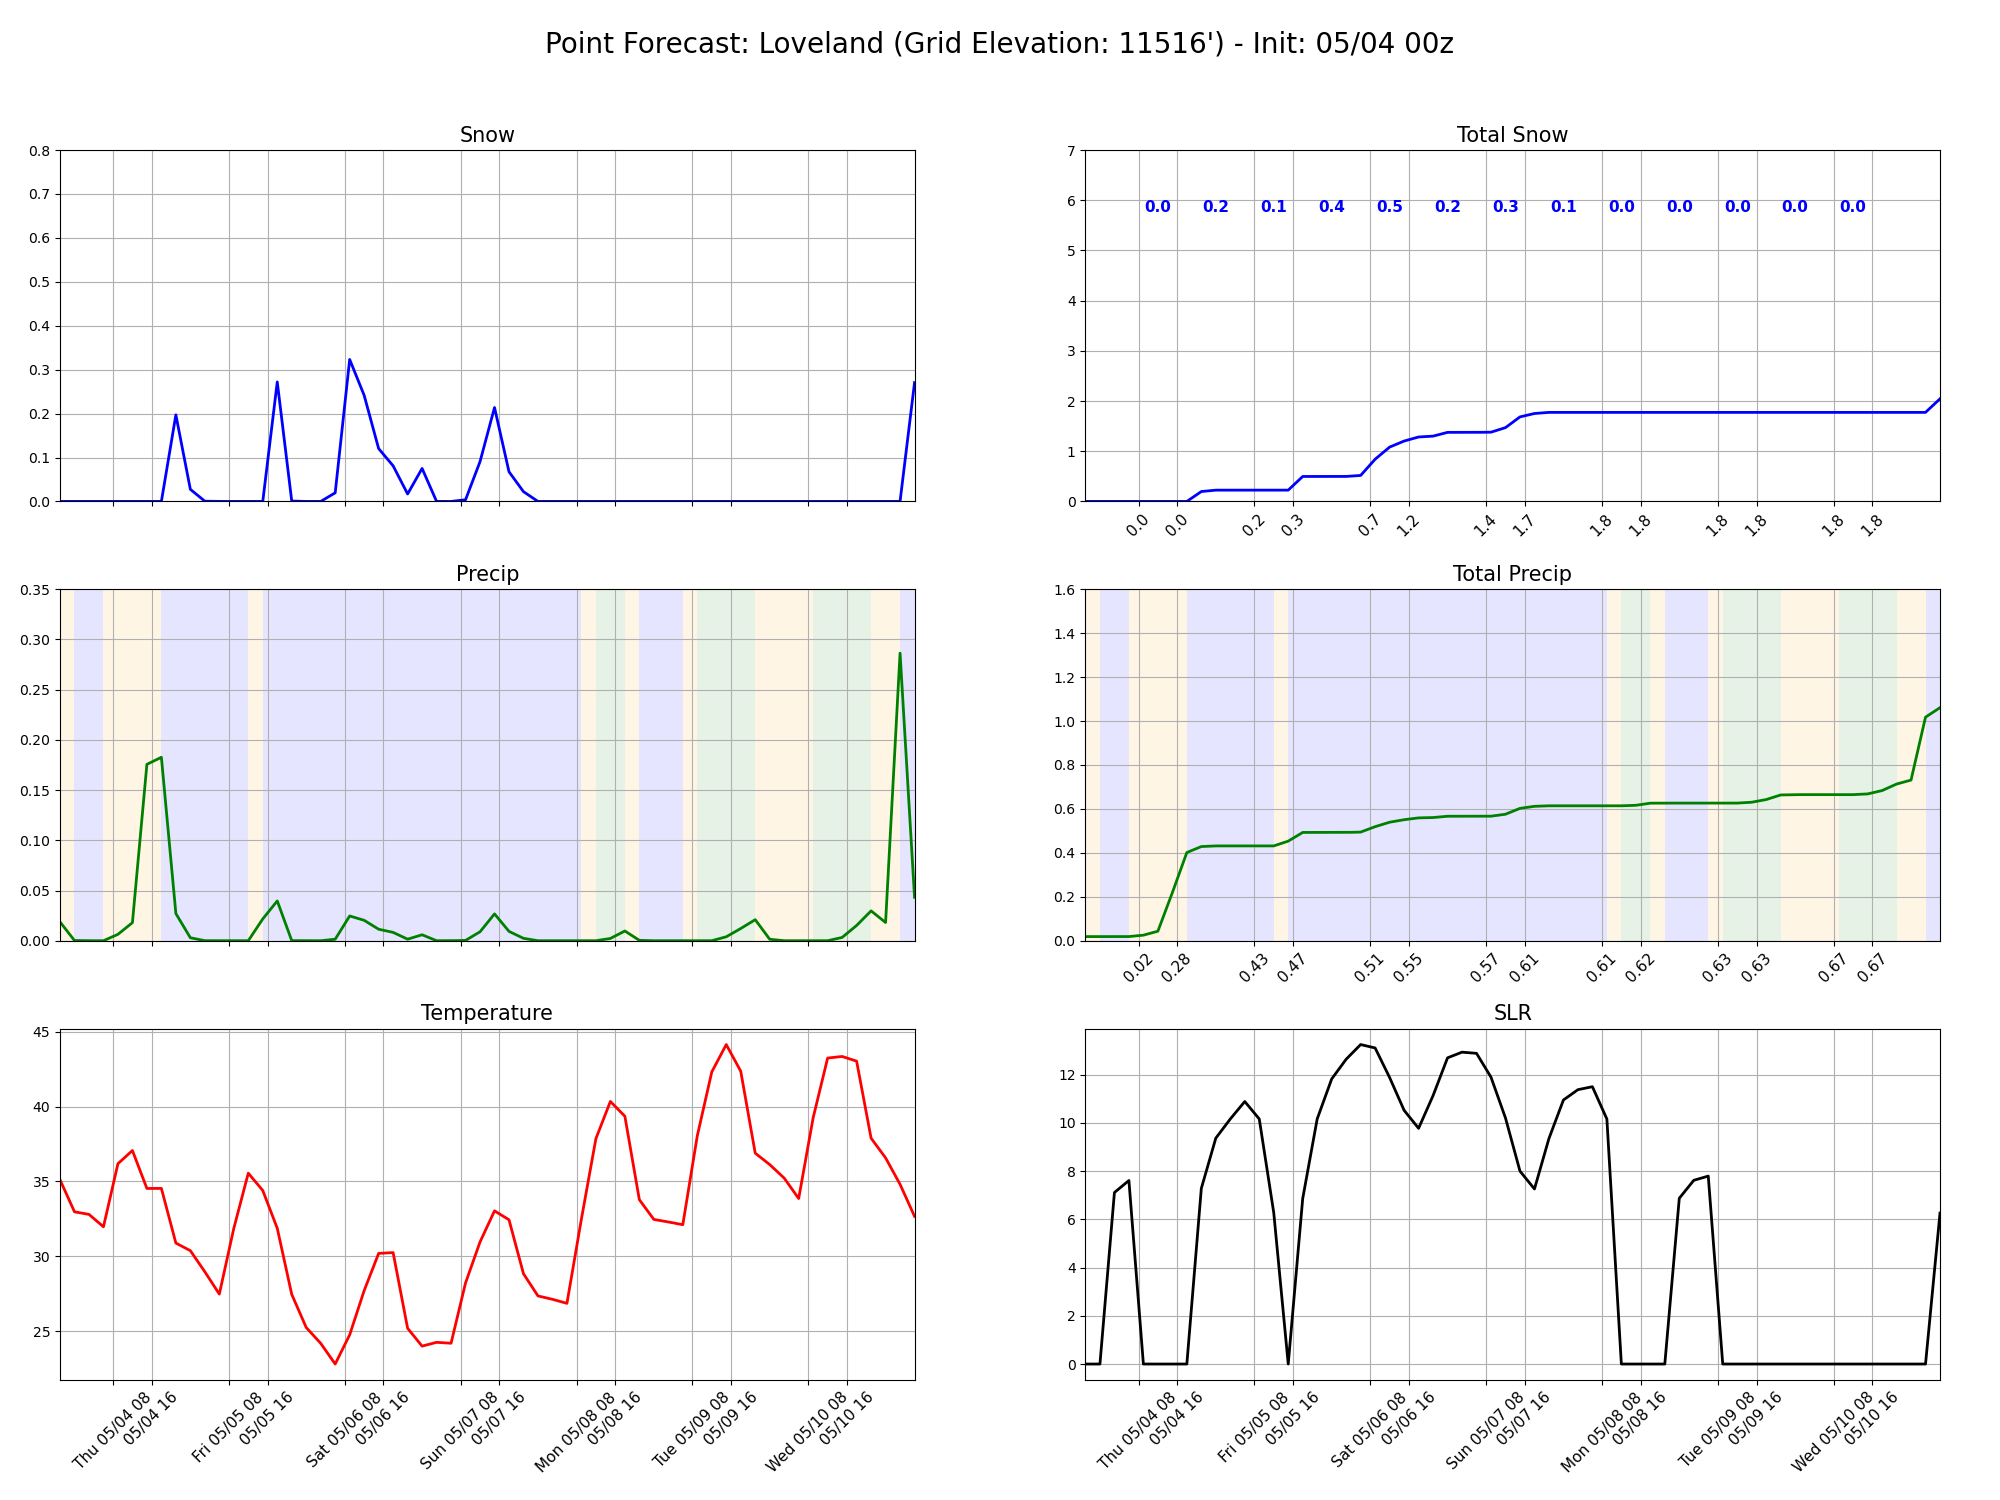 Point Forecast: Loveland (Grid Elevation: 11516') - Init: 05/04 00z
Snow
0.8
0.7
0.6
0.5
0.4
0.3
0.2
0.1
0.0
Total Snow
7
6
5
4
3
2
1
0
0.0 0.2 0.1 0.4 0.5 0.2 0.3 0.1 0.0 0.0 0.0 0.0 0.0
0.0 0.0 0.2 0.3 0.7 1.2 1.4 1.7 1.8 1.8 1.8 1.8 1.8 1.8
Precip
0.35
0.30
0.25
0.20
0.15
0.10
0.05
0.00
Total Precip
1.6
1.4
1.2
1.0
0.8
0.6
0.4
0.2
0.0
0.02 0.28 0.43 0.47 0.51 0.55 0.57 0.61 0.61 0.62 0.63 0.63 0.67 0.67
Temperature
45
40
35
30
25
Thu 05/04 08
05/04 16
Fri 05/05 08
05/05 16
Sat 05/06 08
05/06 16
Sun 05/07 08
05/07 16
Mon 05/08 08
05/08 16
Tue 05/09 08
05/09 16
Wed 05/10 08
05/10 16
SLR
12
10
8
6
4
2
0
Thu 05/04 08
05/04 16
Fri 05/05 08
05/05 16
Sat 05/06 08
05/06 16
Sun 05/07 08
05/07 16
Mon 05/08 08
05/08 16
Tue 05/09 08
05/09 16
Wed 05/10 08
05/10 16